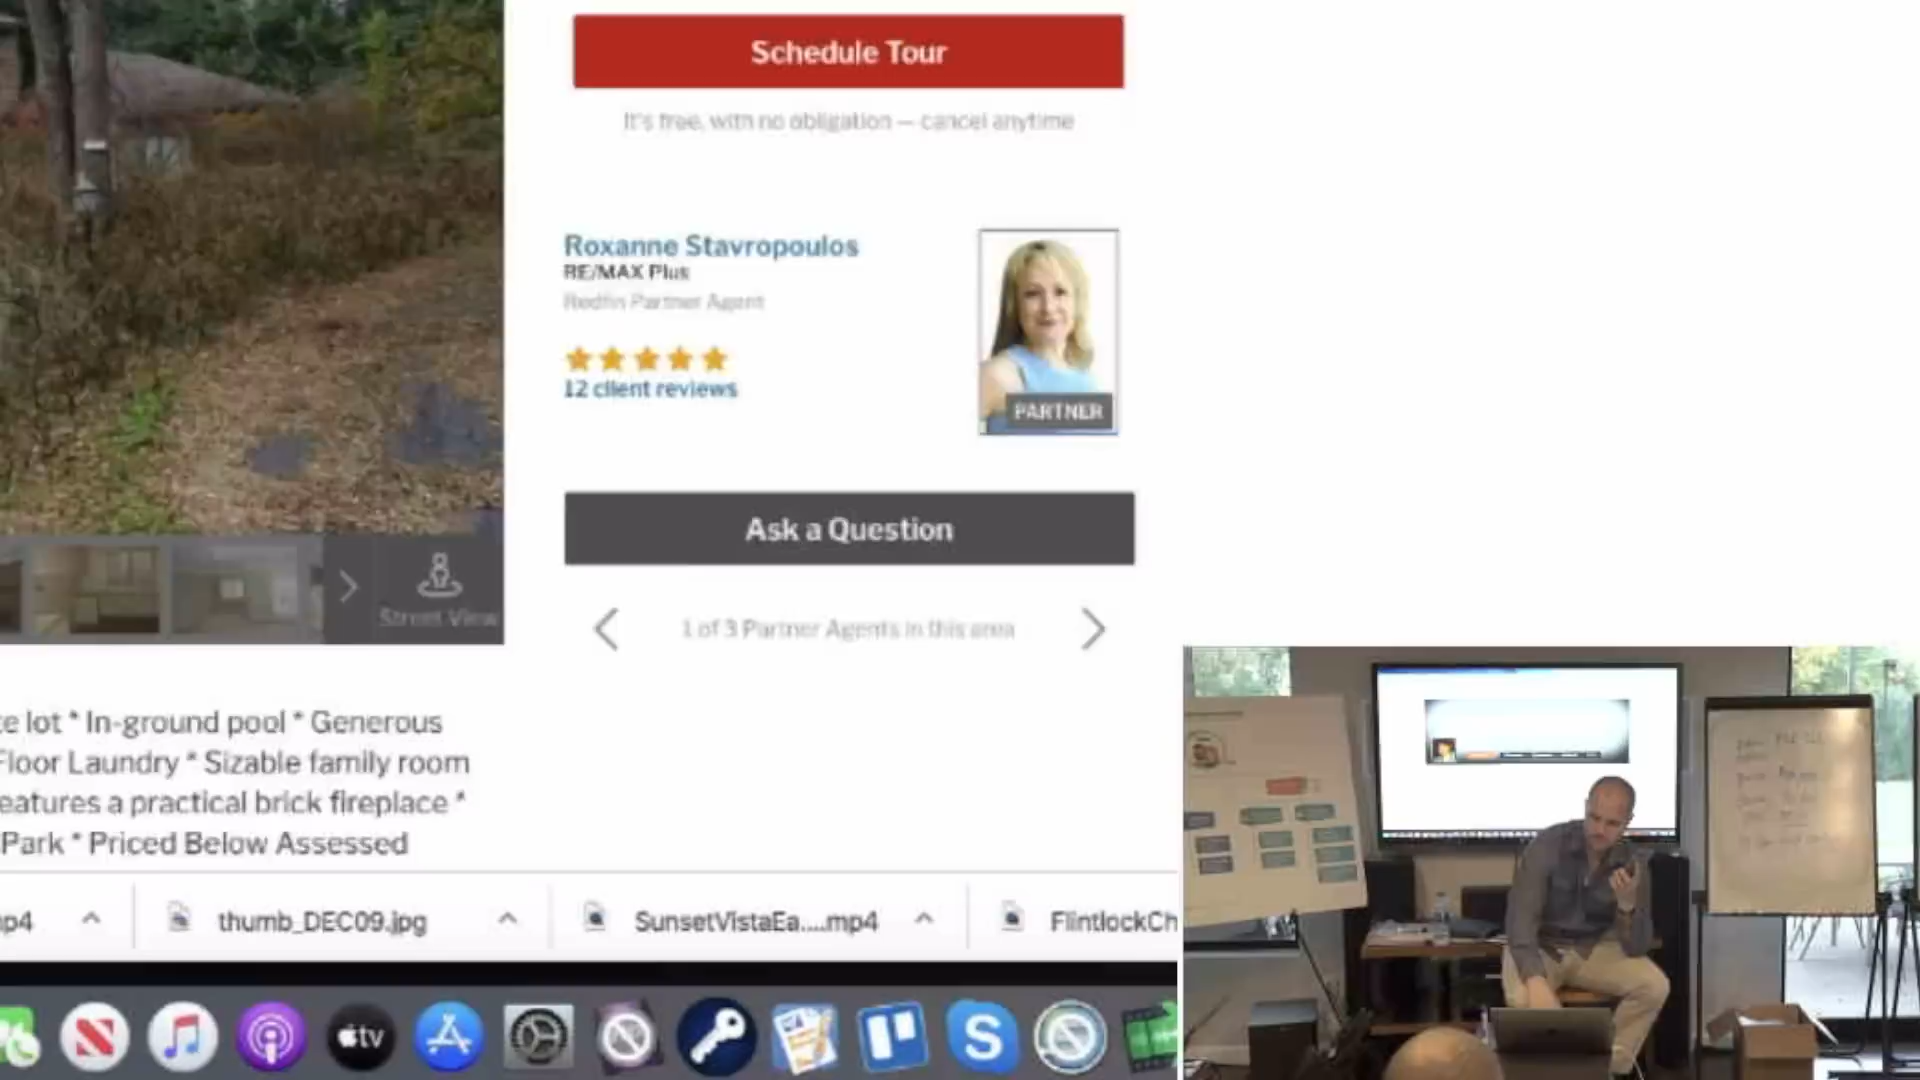 Schedule Tour
It's free, with no obligation — cancel anytime
Roxanne Stavropoulos
RE/MAX Plus
Redfin Partner Agent
12 client reviews
PARTNER
Ask a Question
1 of 3 Partner Agents in this area
Street View
lot * In-ground pool * Generous
Floor Laundry * Sizable family room
eatures a practical brick fireplace *
Park * Priced Below Assessed
p4
thumb_DEC09.jpg
SunsetVistaEa....mp4
FlintlockCh
tv
S